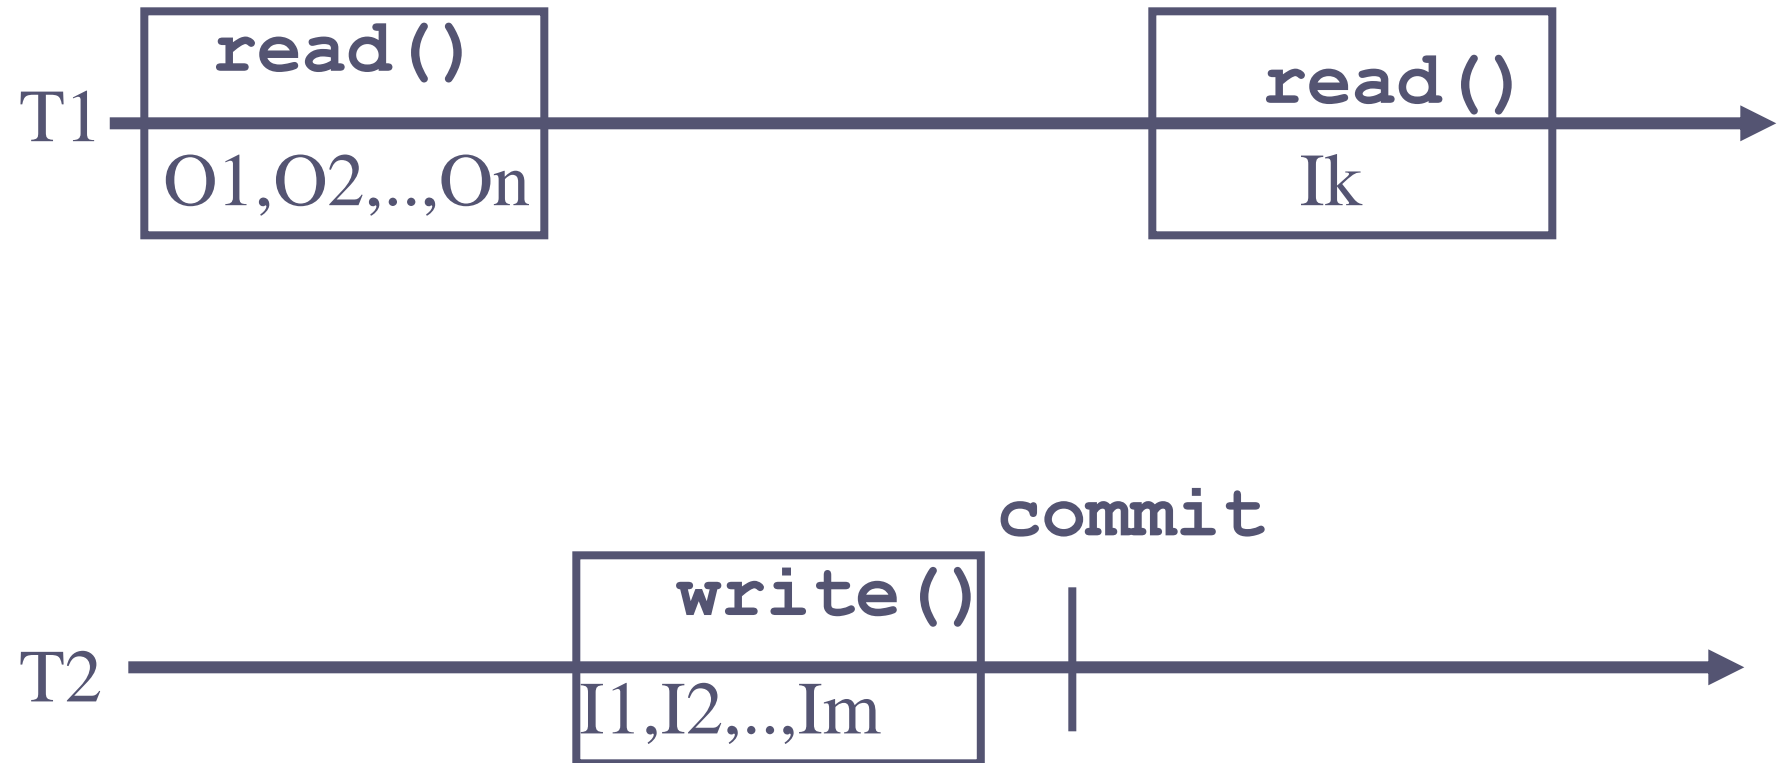 read()
read()
T1
O1,O2,..,On
Ik
commit
write()
T2
I1,I2,..,Im